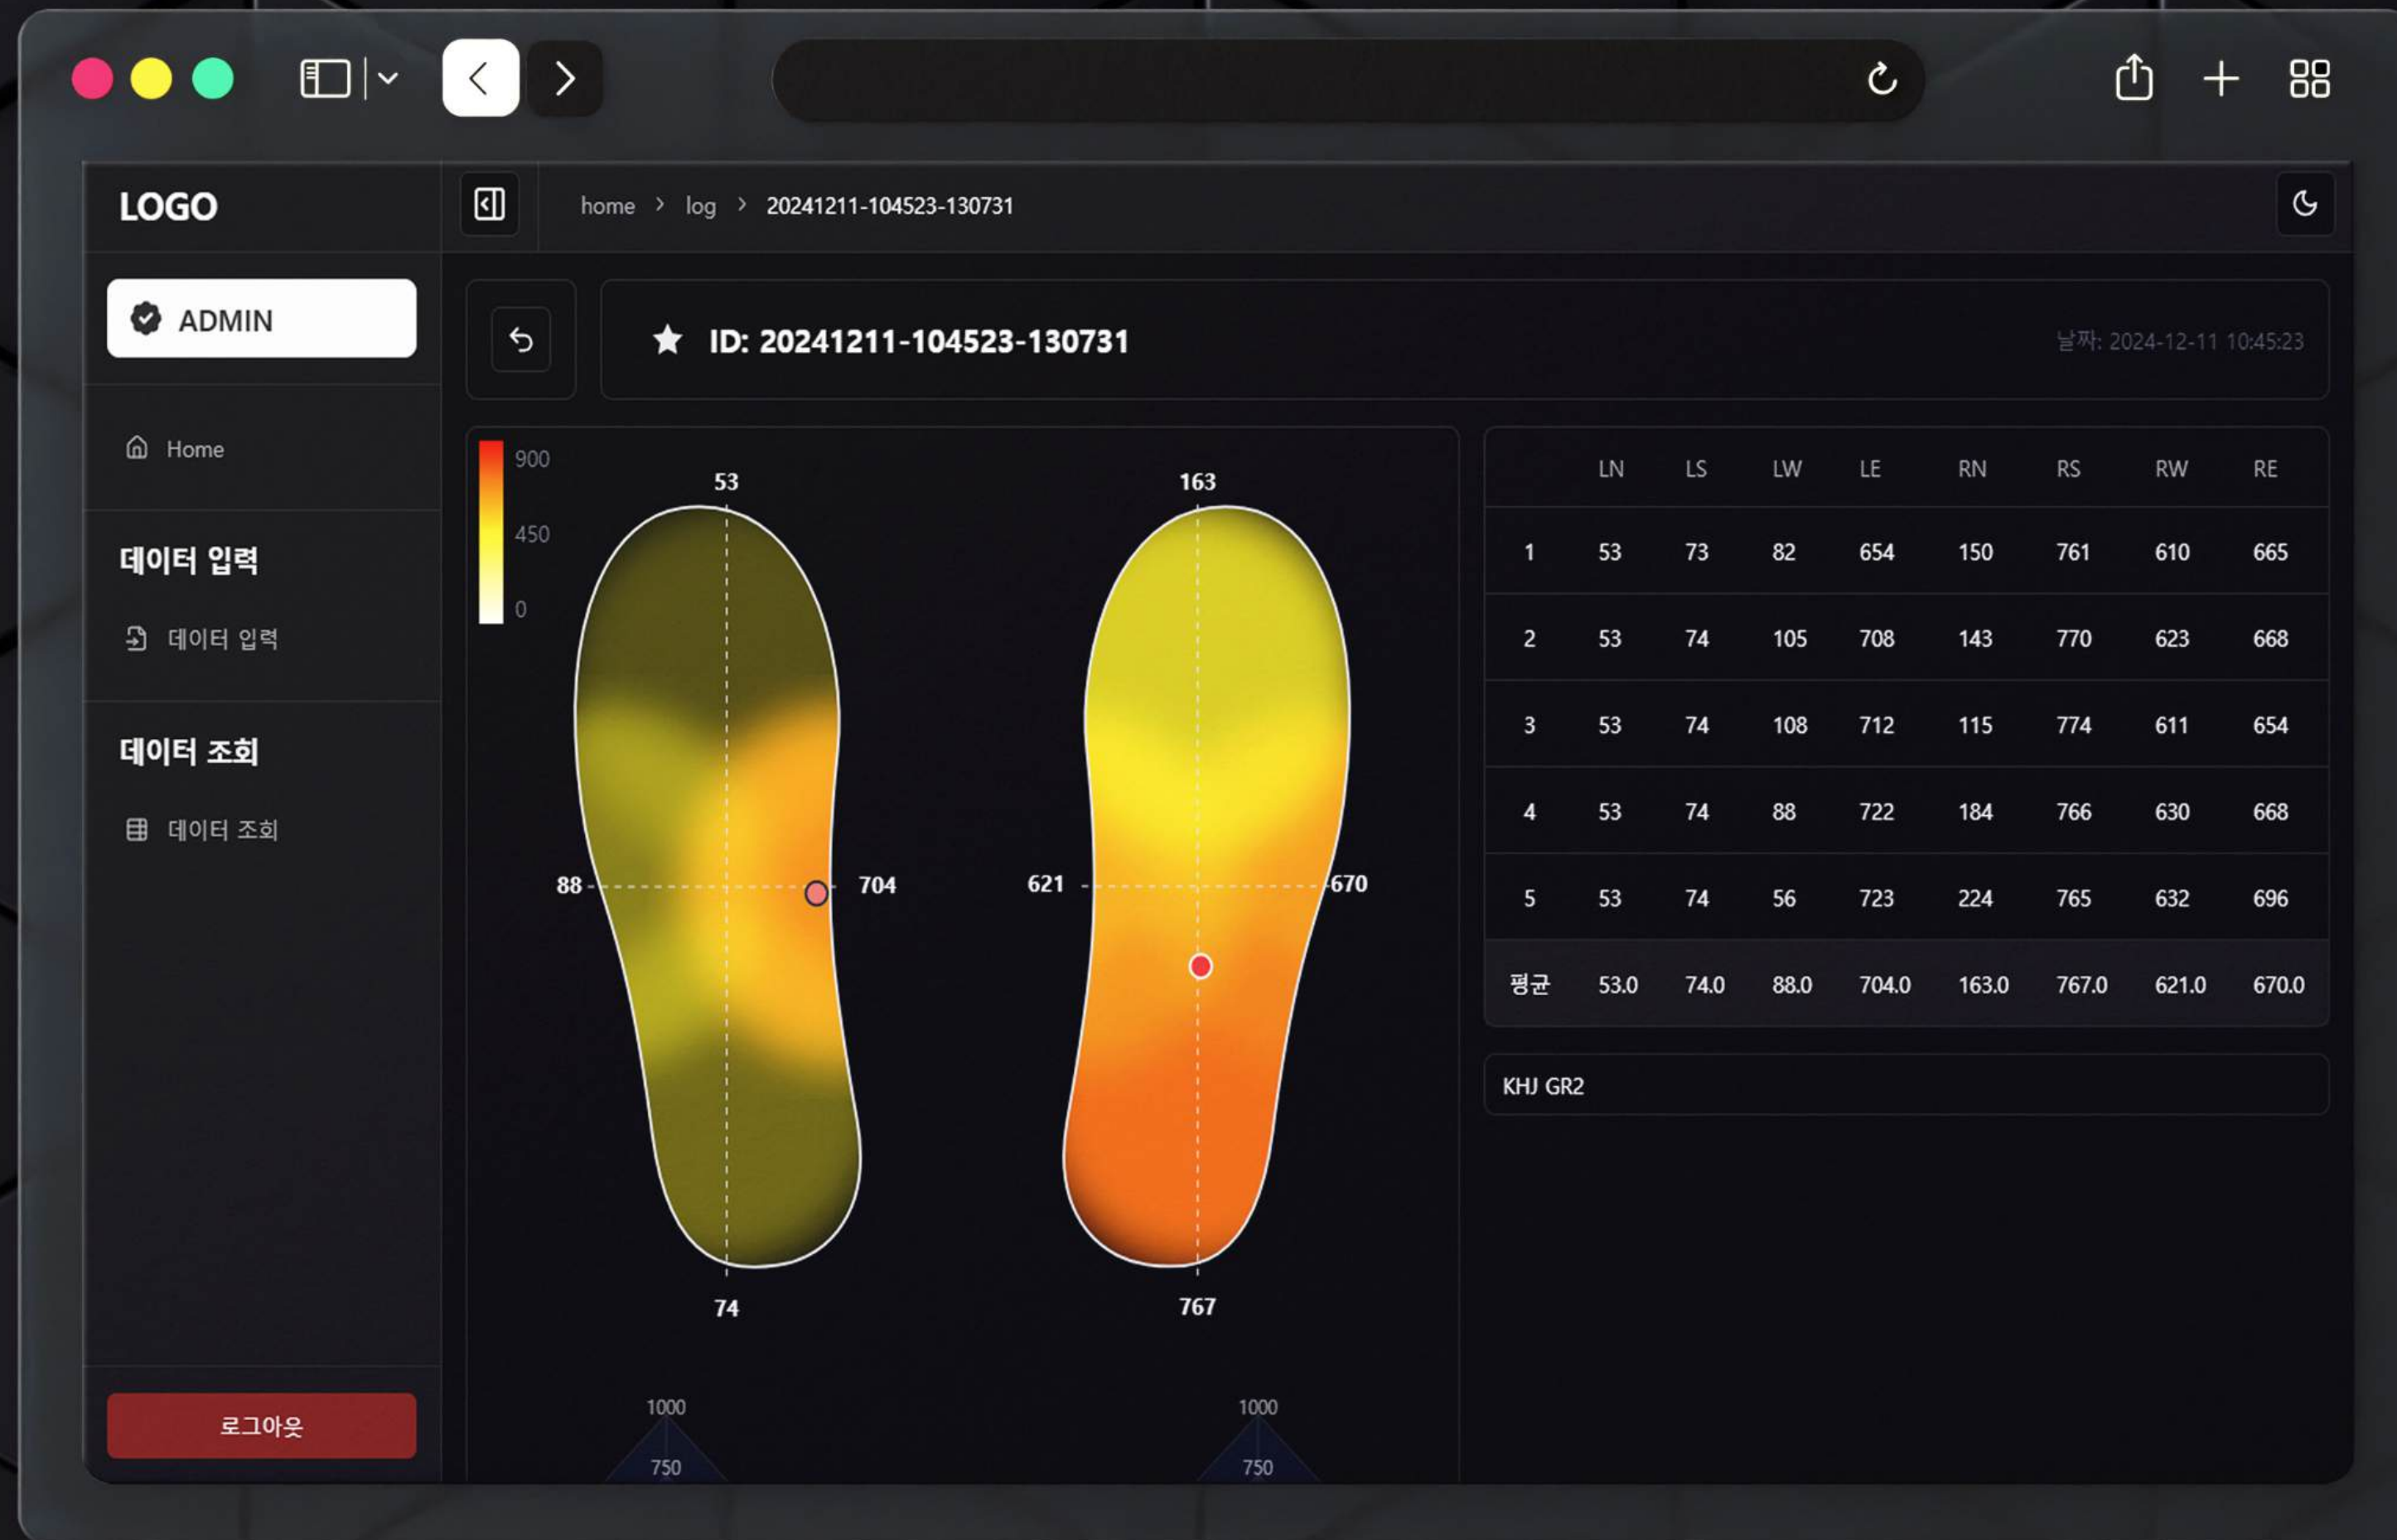 LOGO
home > log > 20241211-104523-130731
ADMIN
ID: 20241211-104523-130731
날짜: 2024-12-11 10:45:23
Home
데이터 입력
데이터 입력
데이터 조회
데이터 조회
로그아웃
900
450
0
53
163
88
704
621
670
74
767
1000
750
1000
750
LN LS LW LE RN RS RW RE
1 53 73 82 654 150 761 610 665
2 53 74 105 708 143 770 623 668
3 53 74 108 712 115 774 611 654
4 53 74 88 722 184 766 630 668
5 53 74 56 723 224 765 632 696
평균 53.0 74.0 88.0 704.0 163.0 767.0 621.0 670.0
KHJ GR2